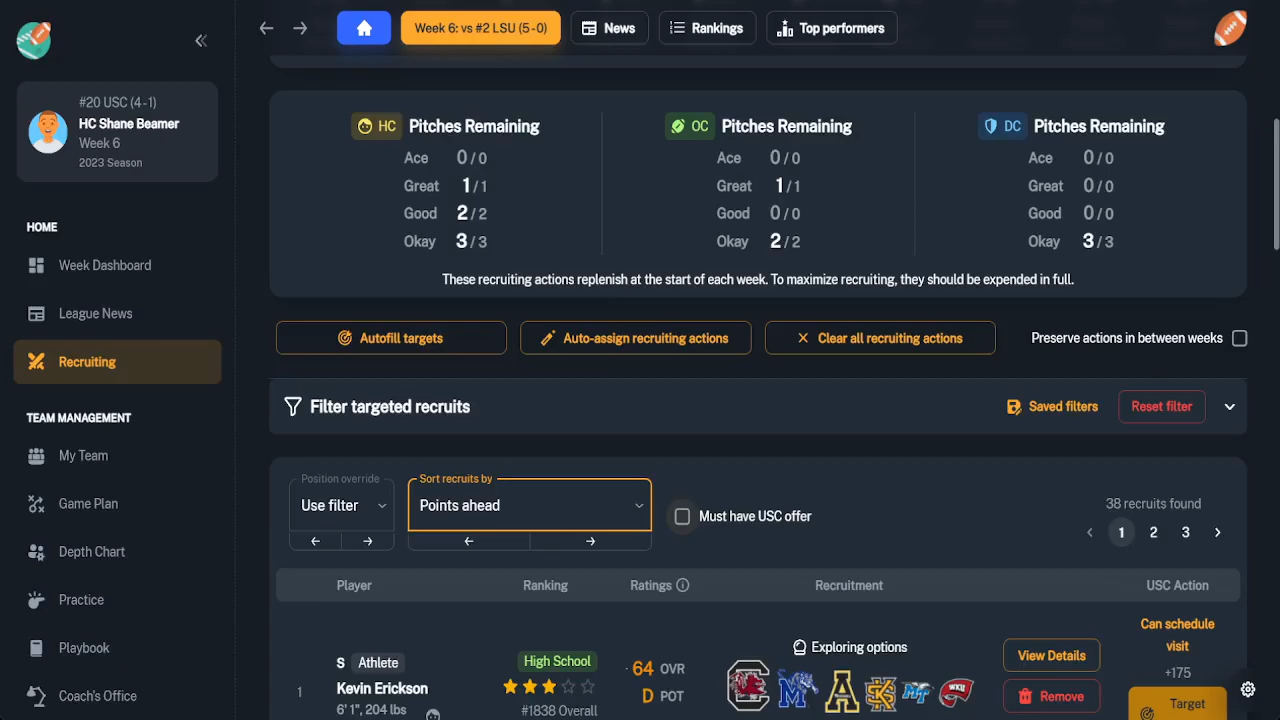 Week 6: vs #2 LSU (5-0)
News
Rankings
Top performers
#20 USC (4-1)
HC Shane Beamer
Week 6
2023 Season
HOME
Week Dashboard
League News
Recruiting
TEAM MANAGEMENT
My Team
Game Plan
Depth Chart
Practice
Playbook
Coach's Office
HC Pitches Remaining
Ace 0 / 0
Great 1 / 1
Good 2 / 2
Okay 3 / 3
OC Pitches Remaining
Ace 0 / 0
Great 1 / 1
Good 0 / 0
Okay 2 / 2
DC Pitches Remaining
Ace 0 / 0
Great 0 / 0
Good 0 / 0
Okay 3 / 3
These recruiting actions replenish at the start of each week. To maximize recruiting, they should be expended in full.
Autofill targets
Auto-assign recruiting actions
Clear all recruiting actions
Preserve actions in between weeks
Filter targeted recruits
Saved filters
Reset filter
Position override
Use filter
Sort recruits by
Points ahead
Must have USC offer
38 recruits found
1 2 3
Player Ranking Ratings Recruitment USC Action
1
S Athlete
Kevin Erickson
6' 1", 204 lbs
High School
#1838 Overall
64 OVR
D POT
Exploring options
WKU
View Details
Remove
Can schedule
visit
+175
Target